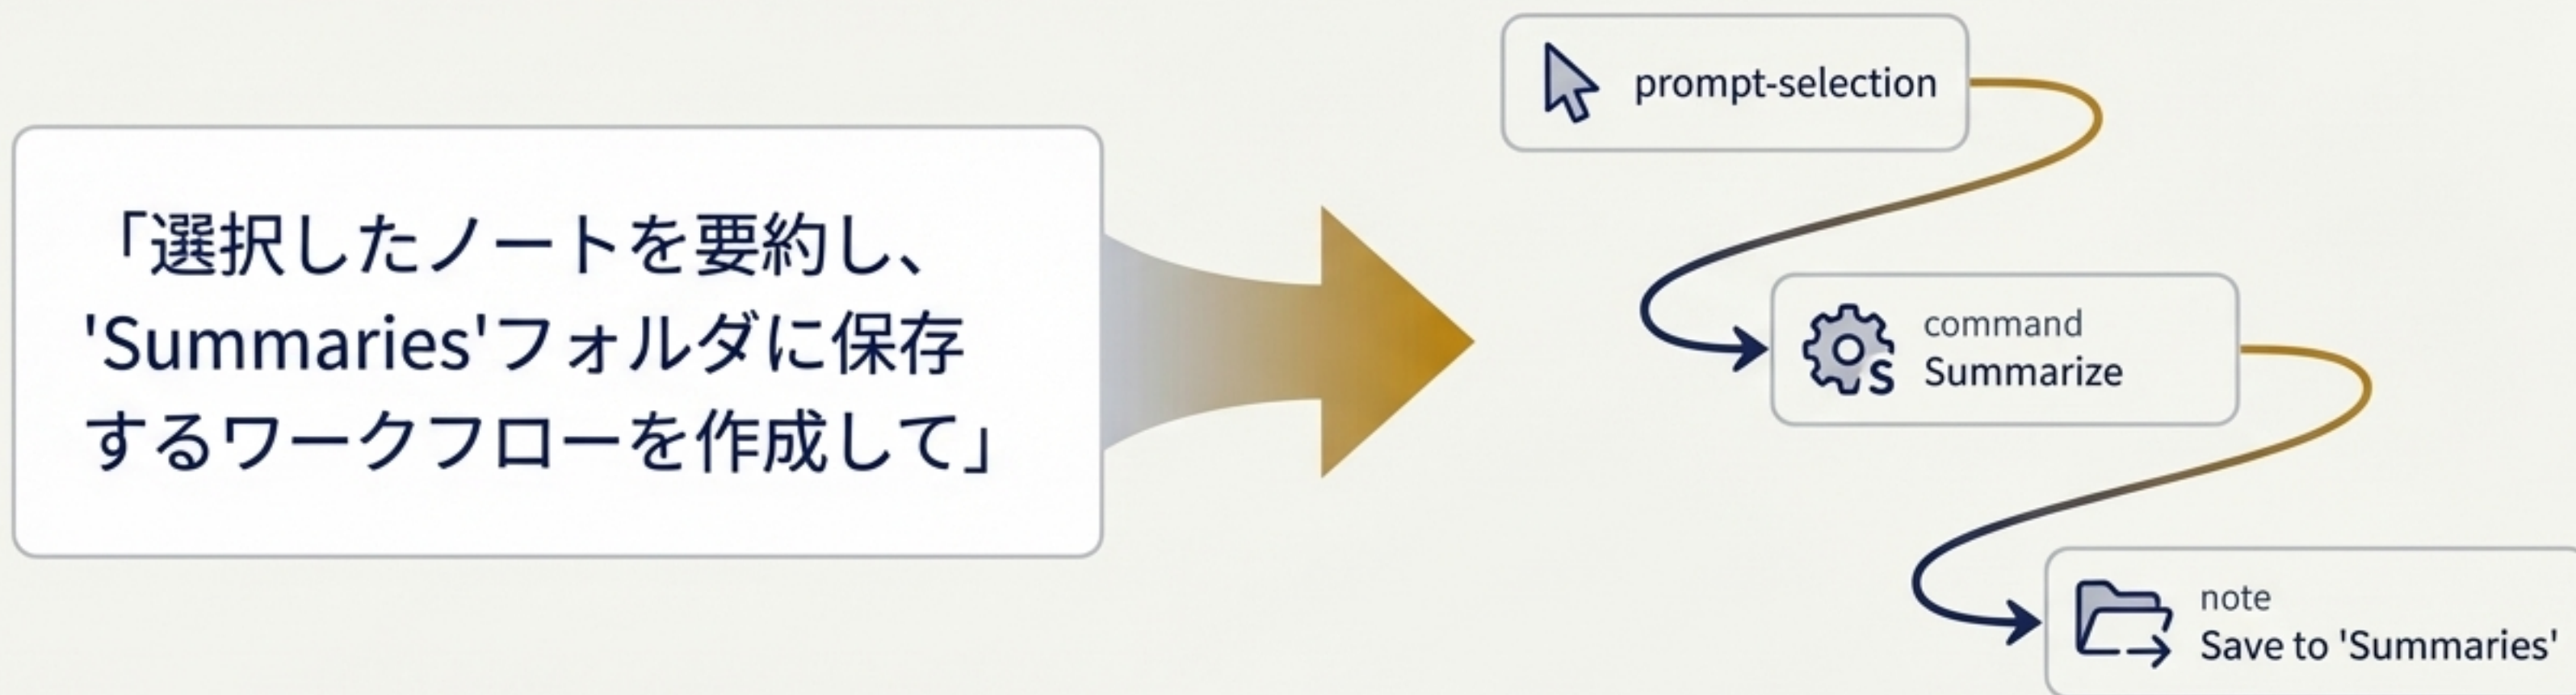 「選択したノートを要約し、
'Summaries'フォルダに保存
するワークフローを作成して」
prompt-selection
command
Summarize
S
note
Save to 'Summaries'